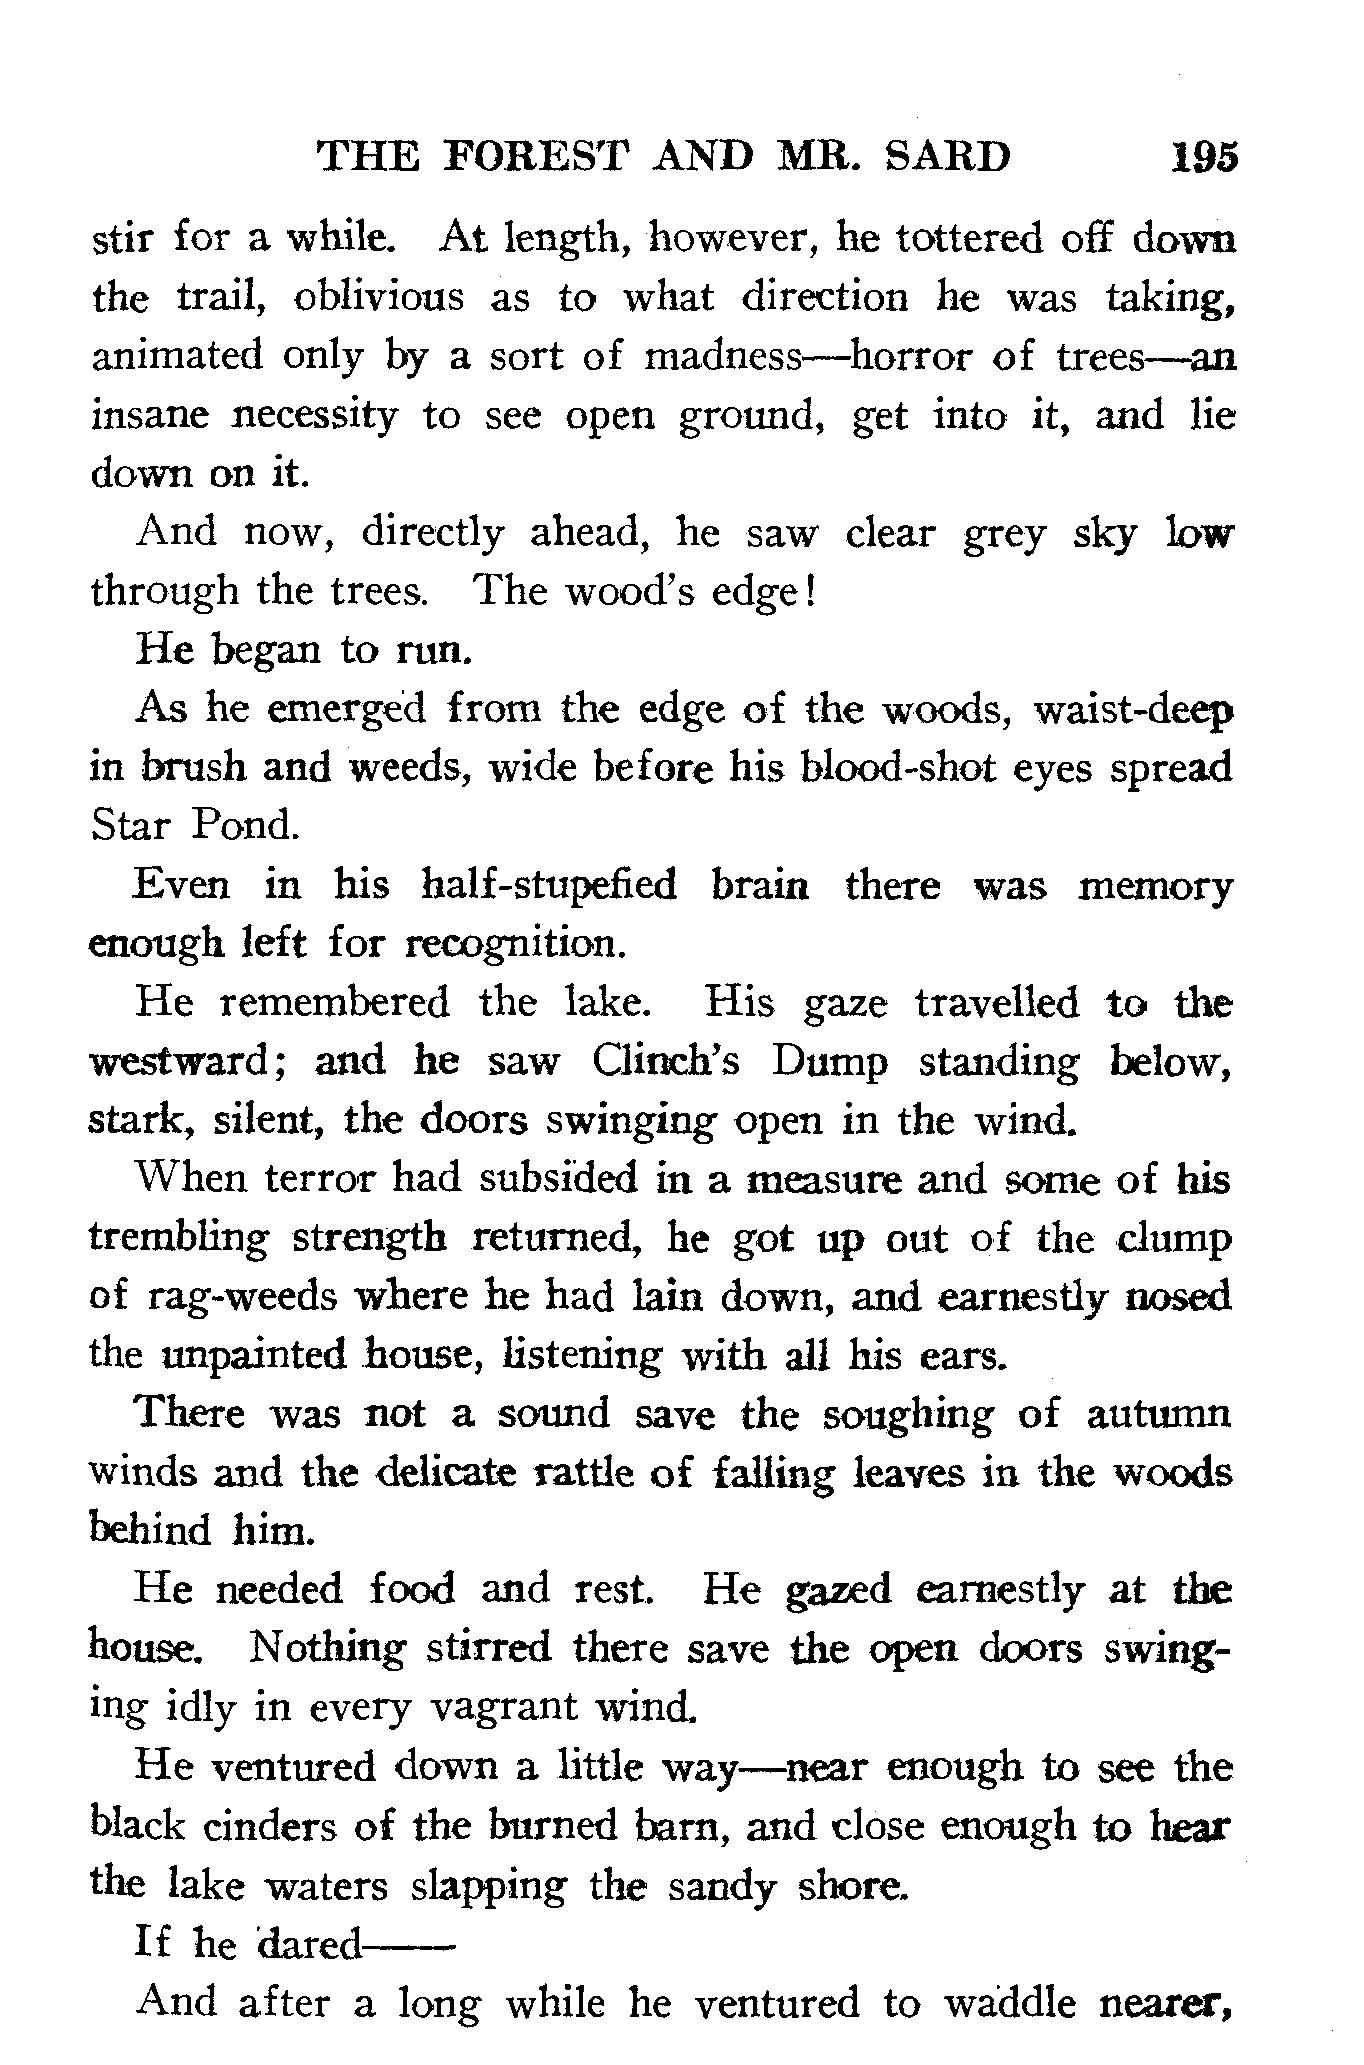 THE FOREST AND MR. SARD 195
stir for a while. At length, however, he tottered off down
the trail, oblivious as to what direction he was taking,
animated only by a sort of madness—horror of trees—an
insane necessity to see open ground, get into it, and lie
down on it.
And now, directly ahead, he saw clear grey sky low
through the trees. The wood's edge!
He began to run.
As he emerged from the edge of the woods, waist-deep
in brush and weeds, wide before his blood-shot eyes spread
Star Pond.
Even in his half-stupefied brain there was memory
enough left for recognition.
He remembered the lake. His gaze travelled to the
westward; and he saw Clinch's Dump standing below,
stark, silent, the doors swinging open in the wind.
When terror had subsided in a measure and some of his
trembling strength returned, he got up out of the clump
of rag-weeds where he had lain down, and earnestly nosed
the unpainted house, listening with all his ears.
There was not a sound save the soughing of autumn
winds and the delicate rattle of falling leaves in the woods
behind him.
He needed food and rest. He gazed earnestly at the
house. Nothing stirred there save the open doors swing-
ing idly in every vagrant wind.
He ventured down a little way—near enough to see the
black cinders of the burned barn, and close enough to hear
the lake waters slapping the sandy shore.
If he dared——
And after a long while he ventured to waddle nearer,